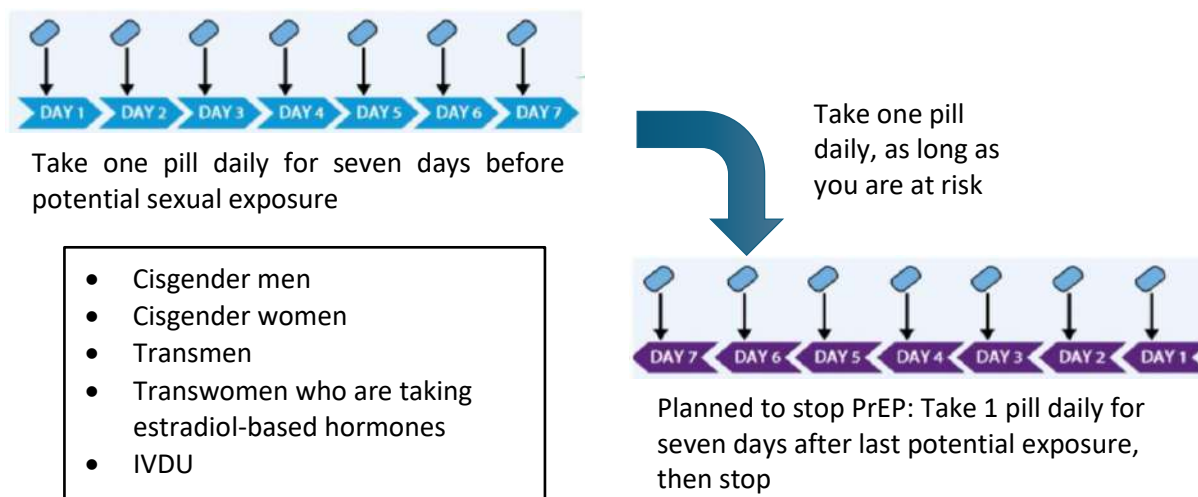 DAY 1 DAY 2 DAY 3 DAY 4 DAY 5 DAY 6 DAY 7
Take one pill daily for seven days before
potential sexual exposure
• Cisgender men
• Cisgender women
• Transmen
• Transwomen who are taking
estradiol-based hormones
• IVDU
Take one pill
daily, as long as
you are at risk
DAY 7 DAY 6 DAY 5 DAY 4 DAY 3 DAY 2 DAY 1
Planned to stop PrEP: Take 1 pill daily for
seven days after last potential exposure,
then stop